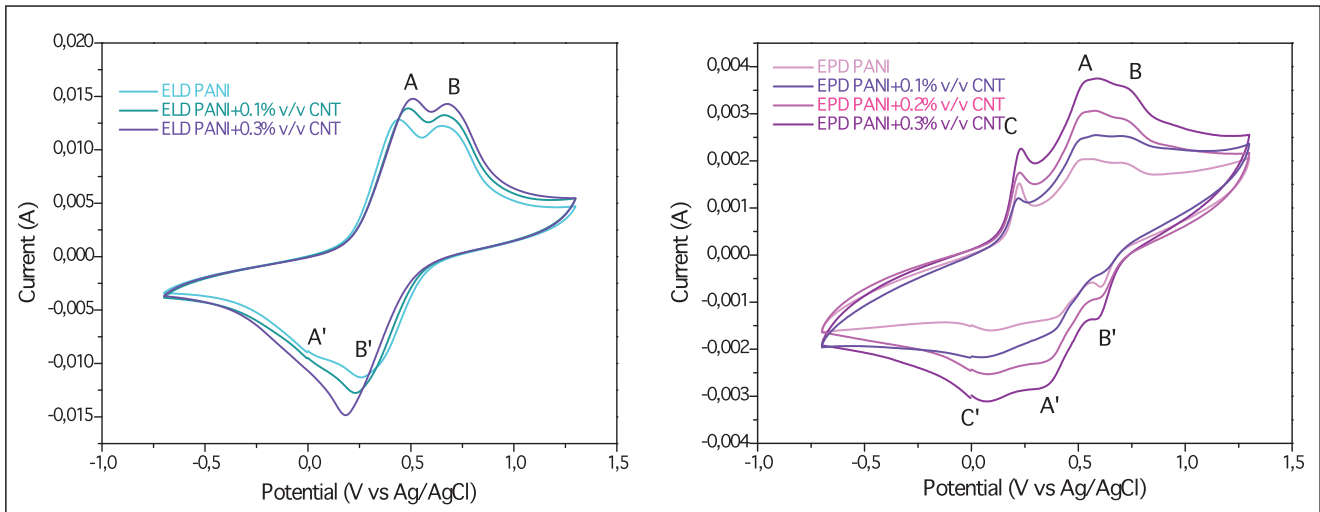 0,020
0,015
0,010
0,005
0,000
-0,005
-0,010
-0,015
Current (A)
ELD PANI
ELD PANI+0.1% v/v CNT
ELD PANI+0.3% v/v CNT
A
B
A'
B'
-1,0
-0,5
0,0
0,5
1,0
1,5
Potential (V vs Ag/AgCl)
0,004
0,003
0,002
0,001
0,000
-0,001
-0,002
-0,003
-0,004
Current (A)
EPD PANI
EPD PANI+0.1% v/v CNT
EPD PANI+0.2% v/v CNT
EPD PANI+0.3% v/v CNT
A
B
C
B'
A'
C'
-1,0
-0,5
0,0
0,5
1,0
1,5
Potential (V vs Ag/AgCl)